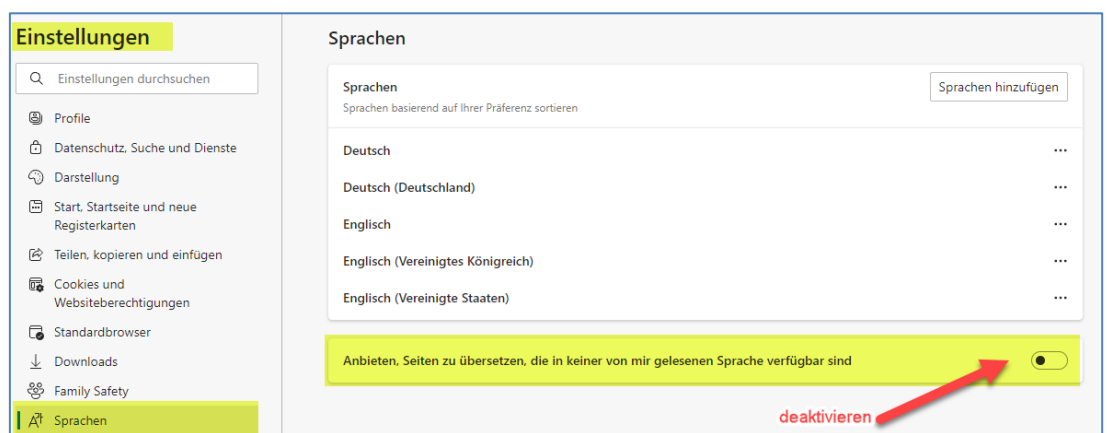 Einstellungen
Einstellungen durchsuchen
Profile
Datenschutz, Suche und Dienste
Darstellung
Start, Startseite und neue
Registerkarten
Teilen, kopieren und einfügen
Cookies und
Websiteberechtigungen
Standardbrowser
Downloads
Family Safety
Sprachen
Sprachen
Sprachen
Sprachen hinzufügen
Sprachen basierend auf Ihrer Präferenz sortieren
Deutsch
Deutsch (Deutschland)
Englisch
Englisch (Vereinigtes Königreich)
Englisch (Vereinigte Staaten)
Anbieten, Seiten zu übersetzen, die in keiner von mir gelesenen Sprache verfügbar sind
deaktivieren